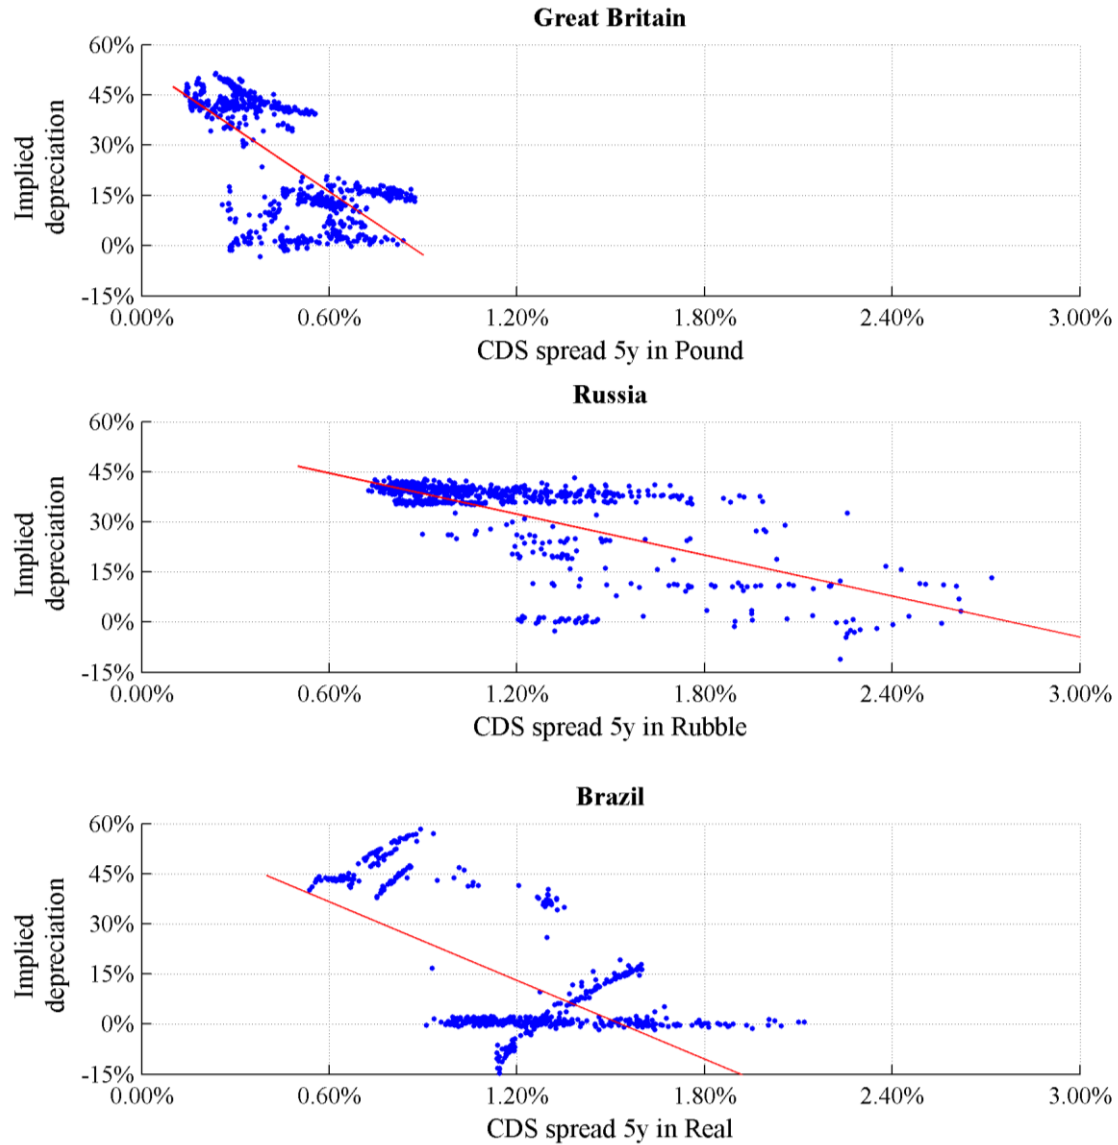 Great Britain
60%
45%
30%
15%
0%
-15%
Implied
depreciation
0.00% 0.60% 1.20% 1.80% 2.40% 3.00%
CDS spread 5y in Pound
Russia
60%
45%
30%
15%
0%
-15%
Implied
depreciation
0.00% 0.60% 1.20% 1.80% 2.40% 3.00%
CDS spread 5y in Rubble
Brazil
60%
45%
30%
15%
0%
-15%
Implied
depreciation
0.00% 0.60% 1.20% 1.80% 2.40% 3.00%
CDS spread 5y in Real